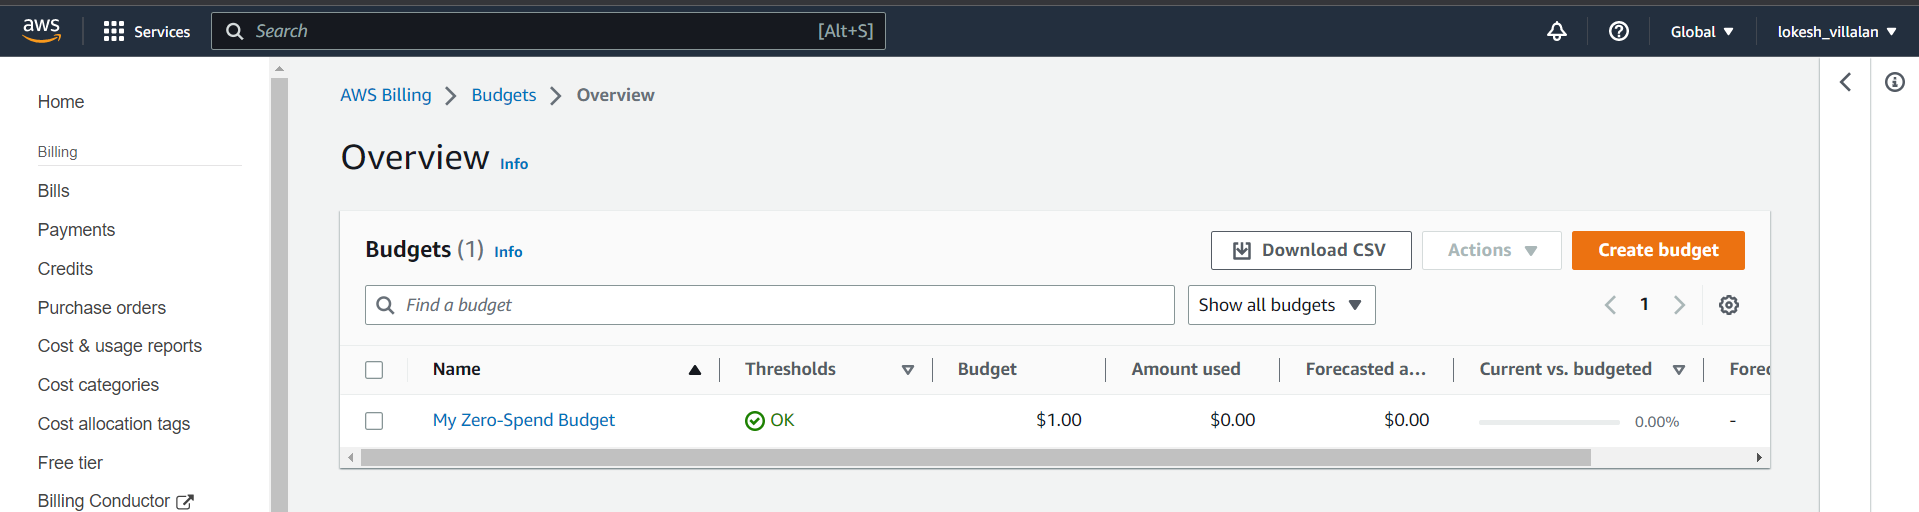 aws
Services
Search
[Alt+S]
Global
lokesh_villalan
Home
Billing
Bills
Payments
Credits
Purchase orders
Cost & usage reports
Cost categories
Cost allocation tags
Free tier
Billing Conductor
AWS Billing
Budgets
Overview
Overview Info
Budgets (1) Info
Download CSV
Actions
Create budget
Find a budget
Show all budgets
1
Name
Thresholds
Budget
Amount used
Forecasted a...
Current vs. budgeted
Forec
My Zero-Spend Budget
OK
$1.00
$0.00
$0.00
0.00%
-